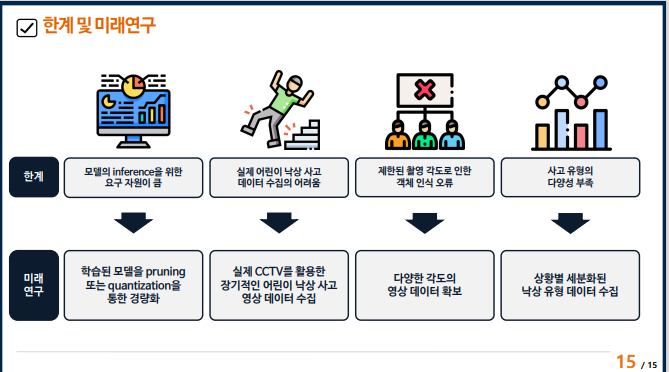 한계 및 미래연구
한계
모델의 inference을 위한
요구 자원이 큼
실제 어린이 낙상 사고
데이터 수집의 어려움
제한된 촬영 각도로 인한
객체 인식 오류
사고 유형의
다양성 부족
미래
연구
학습된 모델을 pruning
또는 quantization을
통한 경량화
실제 CCTV를 활용한
장기적인 어린이 낙상 사고
영상 데이터 수집
다양한 각도의
영상 데이터 확보
상황별 세분화된
낙상 유형 데이터 수집
15 / 15